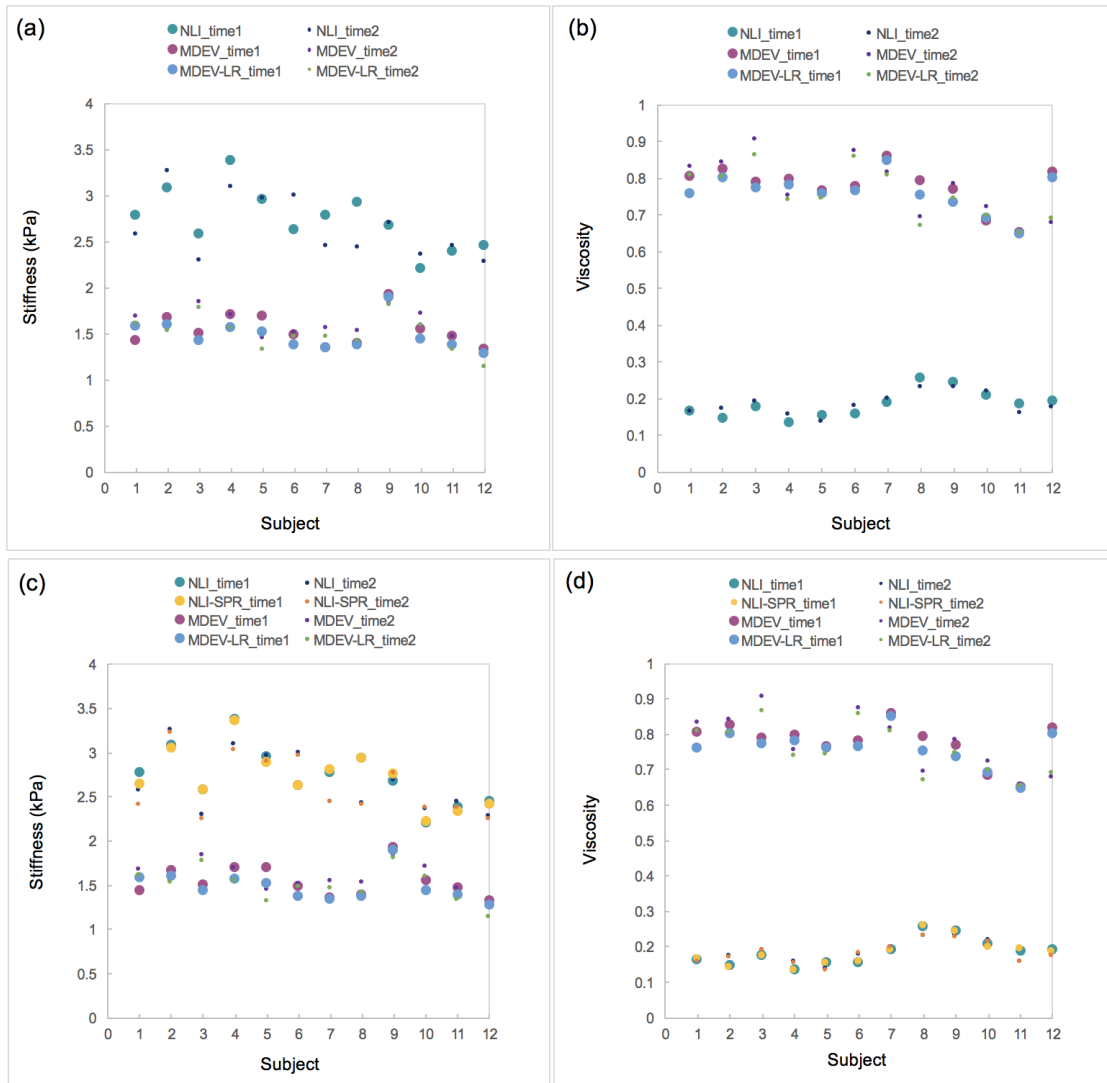 (a)
NLI_time1 NLI_time2
MDEV_time1 MDEV_time2
MDEV-LR_time1 MDEV-LR_time2
4
3.5
3
2.5
2
1.5
1
0.5
0
Stiffness (kPa)
0 1 2 3 4 5 6 7 8 9 10 11 12
Subject
(b)
NLI_time1 NLI_time2
MDEV_time1 MDEV_time2
MDEV-LR_time1 MDEV-LR_time2
1
0.9
0.8
0.7
0.6
0.5
0.4
0.3
0.2
0.1
0
Viscosity
0 1 2 3 4 5 6 7 8 9 10 11 12
Subject
(c)
NLI_time1 NLI_time2
NLI-SPR_time1 NLI-SPR_time2
MDEV_time1 MDEV_time2
MDEV-LR_time1 MDEV-LR_time2
4
3.5
3
2.5
2
1.5
1
0.5
0
Stiffness (kPa)
0 1 2 3 4 5 6 7 8 9 10 11 12
Subject
(d)
NLI_time1 NLI_time2
NLI-SPR_time1 NLI-SPR_time2
MDEV_time1 MDEV_time2
MDEV-LR_time1 MDEV-LR_time2
1
0.9
0.8
0.7
0.6
0.5
0.4
0.3
0.2
0.1
0
Viscosity
0 1 2 3 4 5 6 7 8 9 10 11 12
Subject